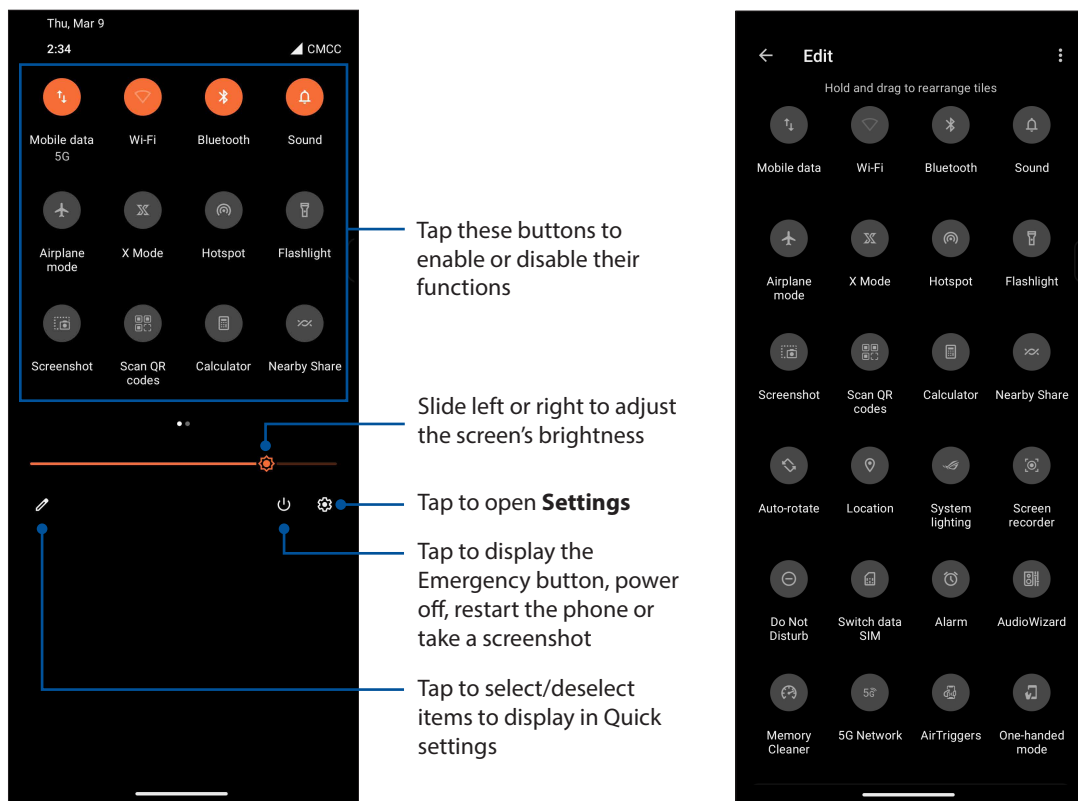 Thu, Mar 9
2:34 CMCC
Mobile data Wi-Fi Bluetooth Sound
5G
Airplane X Mode Hotspot Flashlight
mode
Screenshot Scan QR Calculator Nearby Share
codes
Tap these buttons to
enable or disable their
functions
Slide left or right to adjust
the screen’s brightness
Tap to open Settings
Tap to display the
Emergency button, power
off, restart the phone or
take a screenshot
Tap to select/deselect
items to display in Quick
settings
Edit
Hold and drag to rearrange tiles
Mobile data Wi-Fi Bluetooth Sound
Airplane X Mode Hotspot Flashlight
mode
Screenshot Scan QR Calculator Nearby Share
codes
Auto-rotate Location System Screen
lighting recorder
Do Not Switch data Alarm AudioWizard
Disturb SIM
5G
Memory 5G Network AirTriggers One-handed
Cleaner mode